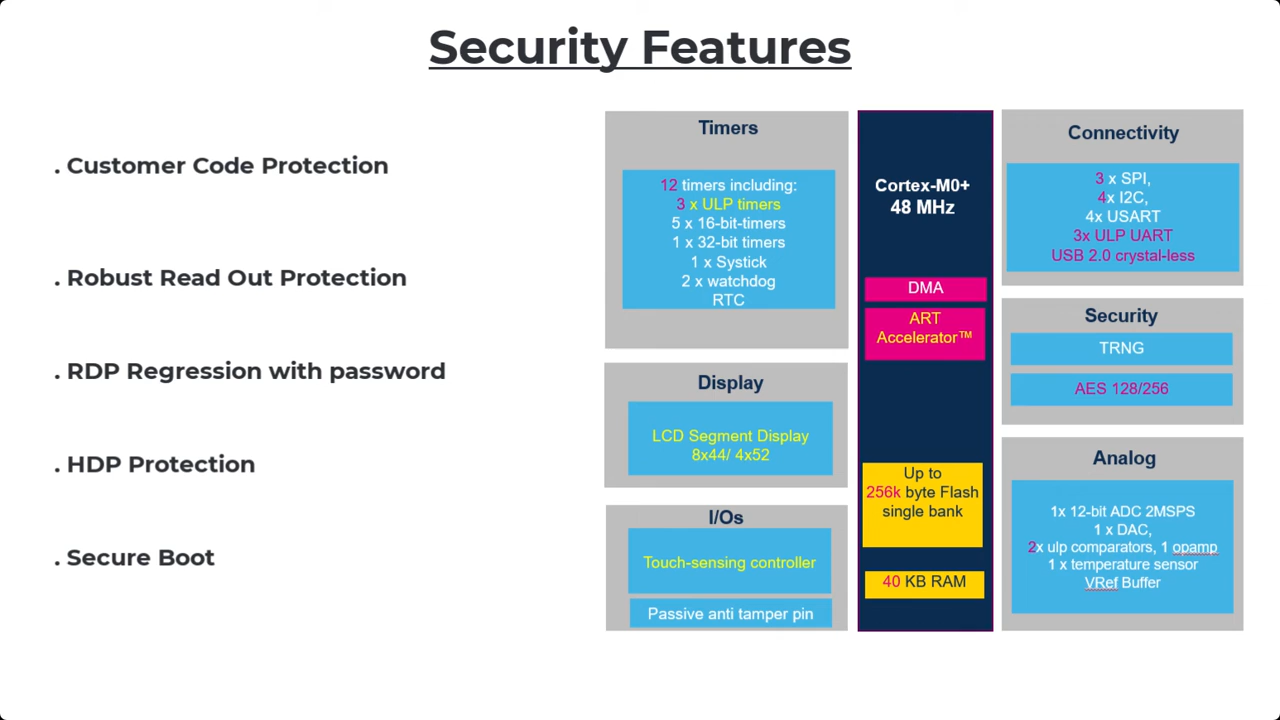 Security Features
. Customer Code Protection
. Robust Read Out Protection
. RDP Regression with password
. HDP Protection
. Secure Boot
Timers
12 timers including:
3 x ULP timers
5 x 16-bit-timers
1 x 32-bit timers
1 x Systick
2 x watchdog
RTC
Display
LCD Segment Display
8x44/ 4x52
I/Os
Touch-sensing controller
Passive anti tamper pin
Cortex-M0+
48 MHz
DMA
ART
Accelerator™
Up to
256k byte Flash
single bank
40 KB RAM
Connectivity
3 x SPI,
4x I2C,
4x USART
3x ULP UART
USB 2.0 crystal-less
Security
TRNG
AES 128/256
Analog
1x 12-bit ADC 2MSPS
1 x DAC,
2x ulp comparators, 1 opamp
1 x temperature sensor
VRef Buffer